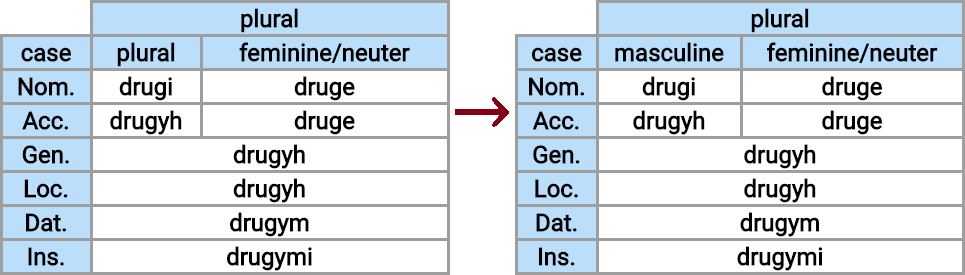 plural
case plural feminine/neuter
Nom. drugi druge
Acc. drugyh druge
Gen. drugyh
Loc. drugyh
Dat. drugym
Ins. drugymi
plural
case masculine feminine/neuter
Nom. drugi druge
Acc. drugyh druge
Gen. drugyh
Loc. drugyh
Dat. drugym
Ins. drugymi